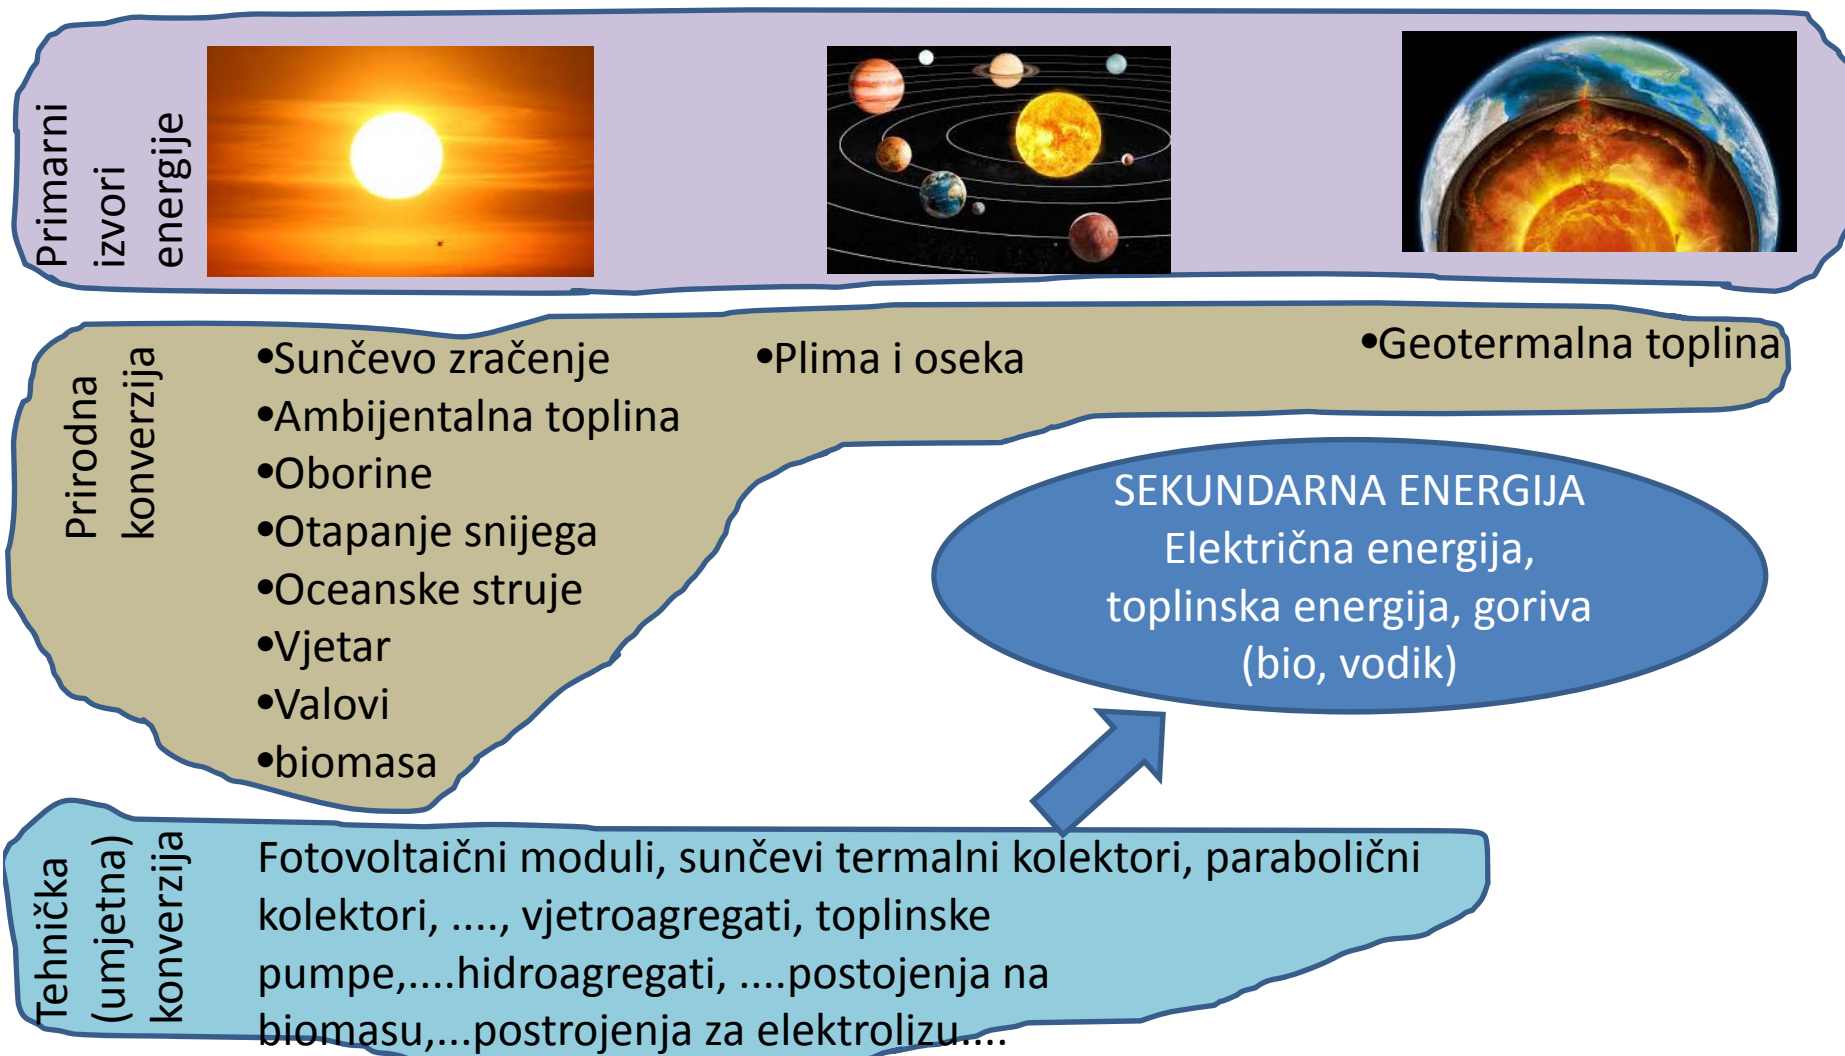 Primarni
izvori
energije
Prirodna
konverzija
•Sunčevo zračenje
•Ambijentalna toplina
•Oborine
•Otapanje snijega
•Oceanske struje
•Vjetar
•Valovi
•biomasa
•Plima i oseka
•Geotermalna toplina
SEKUNDARNA ENERGIJA
Električna energija,
toplinska energija, goriva
(bio, vodik)
Tehnička
(umjetna)
konverzija
Fotovoltaični moduli, sunčevi termalni kolektori, parabolični
kolektori, ...., vjetroagregati, toplinske
pumpe,....hidroagregati, ....postojenja na
biomasu,...postrojenja za elektrolizu....